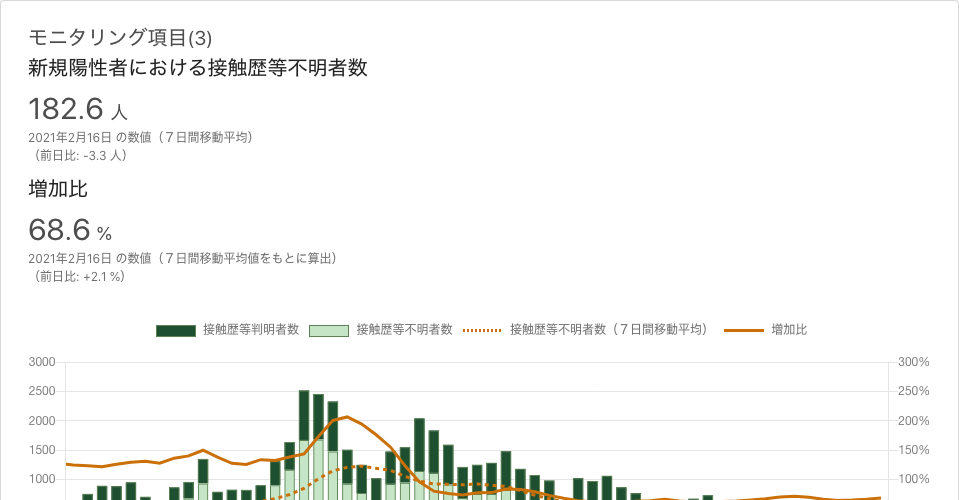 モニタリング項目(3)
新規陽性者における接触歴等不明者数
182.6 人
2021年2月16日 の数値（７日間移動平均）
（前日比: -3.3 人）
増加比
68.6 %
2021年2月16日 の数値（７日間移動平均値をもとに算出）
（前日比: +2.1 %）
接触歴等判明者数 接触歴等不明者数 接触歴等不明者数（７日間移動平均） 増加比
3000 300%
2500 250%
2000 200%
1500 150%
1000 100%